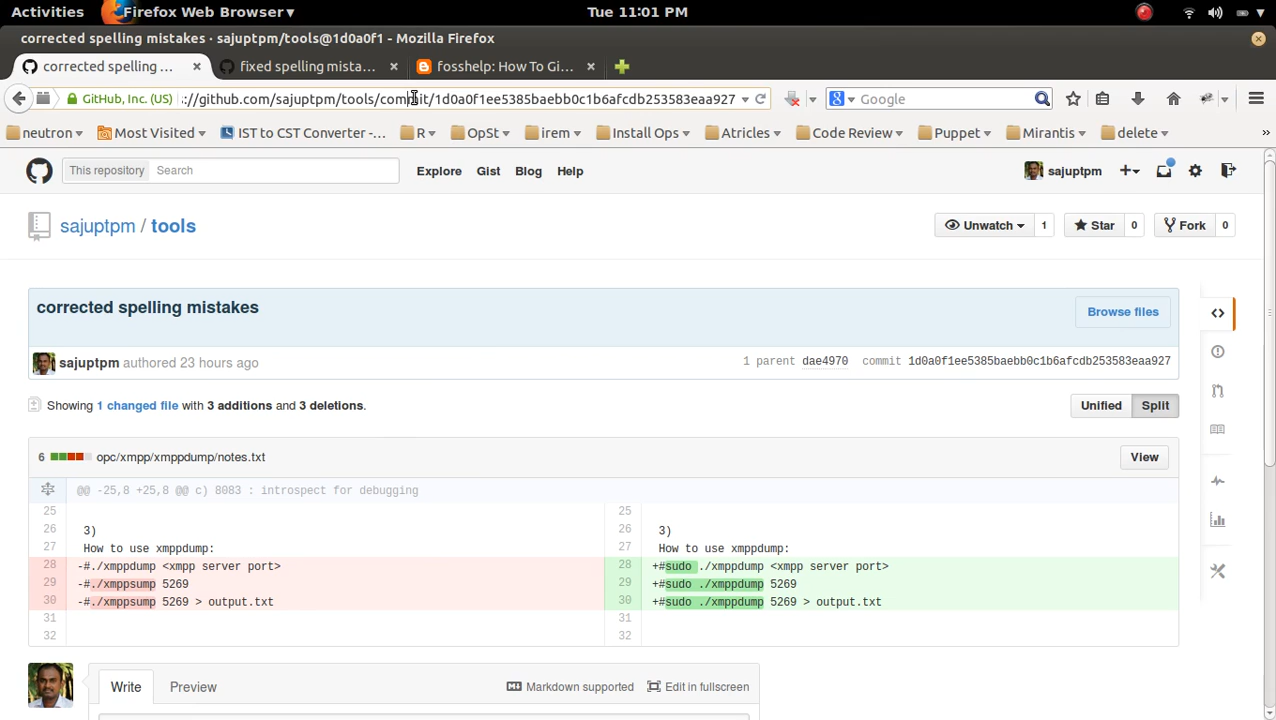 Activities Firefox Web Browser ▾ Tue 11:01 PM
corrected spelling mistakes · sajuptpm/tools@1d0a0f1 - Mozilla Firefox
corrected spelling ... × fixed spelling mista... × fosshelp: How To Gi... ×
GitHub, Inc. (US) ://github.com/sajuptpm/tools/commit/1d0a0f1ee5385baebb0c1b6afcdb253583eaa927 Google
neutron Most Visited IST to CST Converter -... R OpSt irem Install Ops Atricles Code Review Puppet Mirantis delete »
This repository Search Explore Gist Blog Help sajuptpm
sajuptpm / tools Unwatch 1 Star 0 Fork 0
corrected spelling mistakes Browse files
sajuptpm authored 23 hours ago 1 parent dae4970 commit 1d0a0f1ee5385baebb0c1b6afcdb253583eaa927
Showing 1 changed file with 3 additions and 3 deletions. Unified Split
6 opc/xmpp/xmppdump/notes.txt View
@@ -25,8 +25,8 @@ c) 8083 : introspect for debugging
25 25
26 3) 26 3)
27 How to use xmppdump: 27 How to use xmppdump:
28 -#./xmppdump <xmpp server port> 28 +#sudo ./xmppdump <xmpp server port>
29 -#./xmppsump 5269 29 +#sudo ./xmppdump 5269
30 -#./xmppsump 5269 > output.txt 30 +#sudo ./xmppdump 5269 > output.txt
31 31
32 32
Write Preview Markdown supported Edit in fullscreen